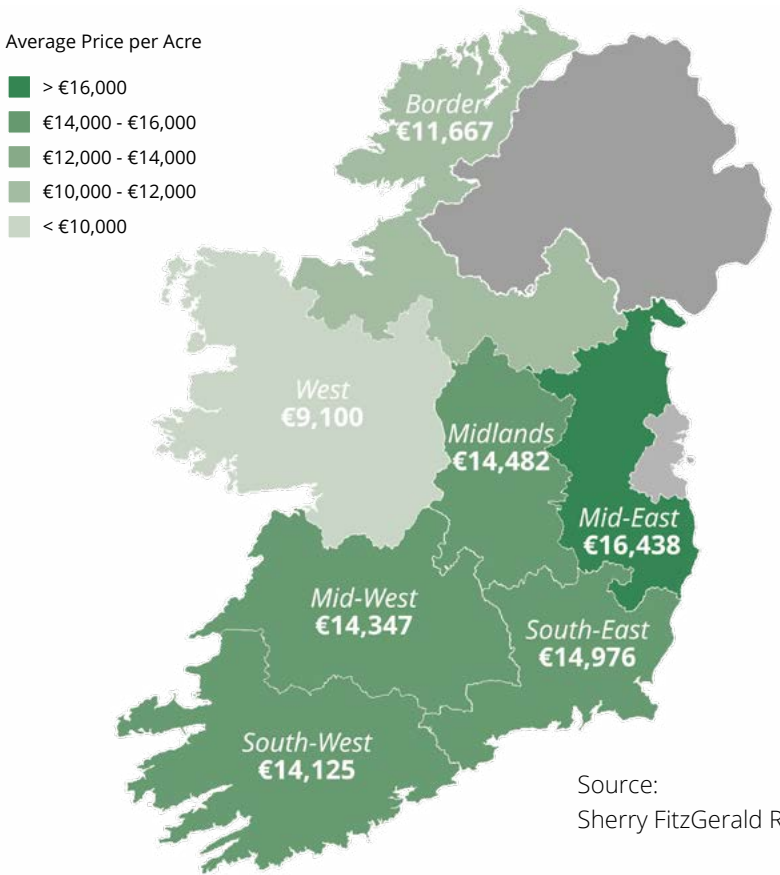 Average Price per Acre
> €16,000
€14,000 - €16,000
€12,000 - €14,000
€10,000 - €12,000
< €10,000
Border
€11,667
West
€9,100
Midlands
€14,482
Mid-East
€16,438
Mid-West
€14,347
South-East
€14,976
South-West
€14,125
Source:
Sherry FitzGerald R